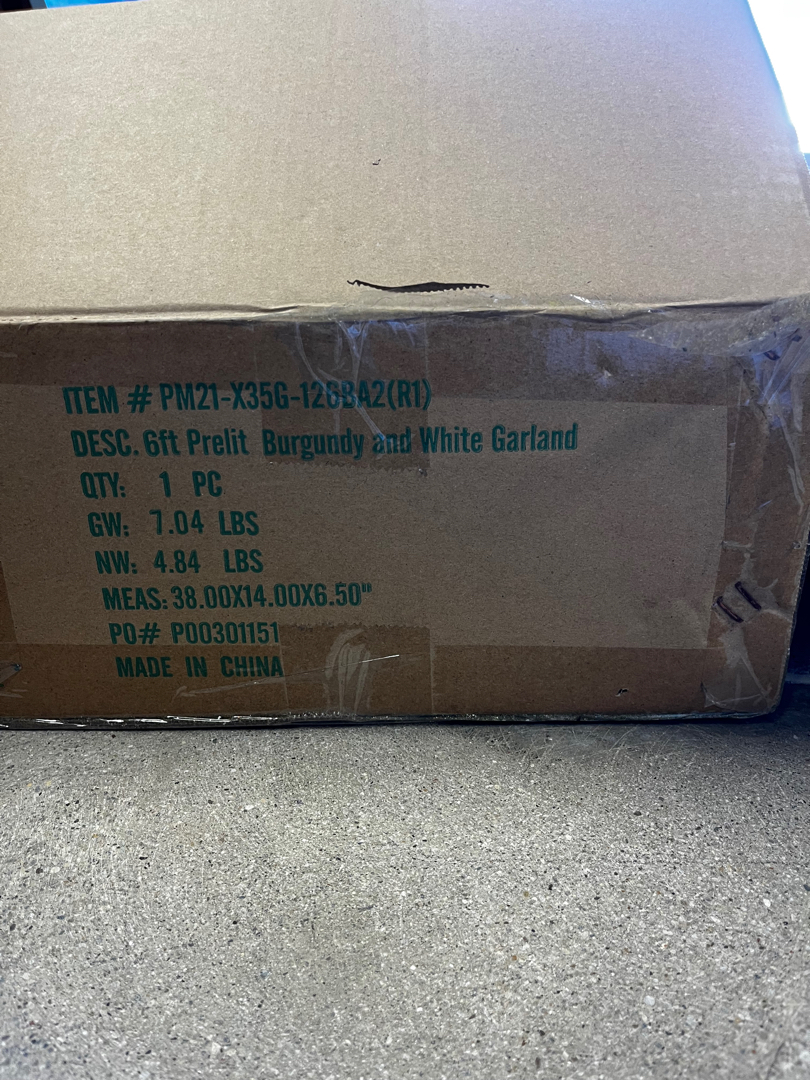 ITEM # PM21-X35G-126BA2(R1)
DESC. 6ft Prelit Burgundy and White Garland
QTY: 1 PC
GW: 7.04 LBS
NW: 4.84 LBS
MEAS: 38.00X14.00X6.50"
PO# P00301151
MADE IN CHINA